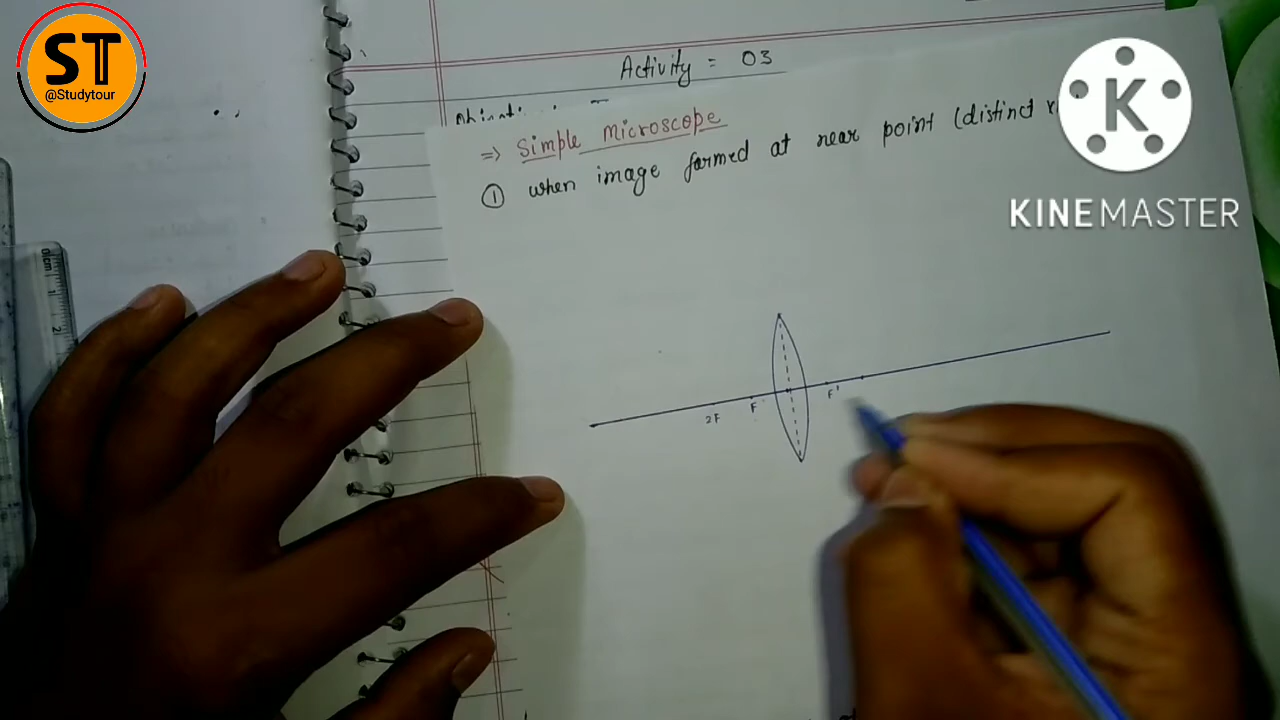 ST
@Studytour
K
KINEMASTER
Activity = 03
⇒ Simple microscope
① when image formed at near point (distinct
2F F F'